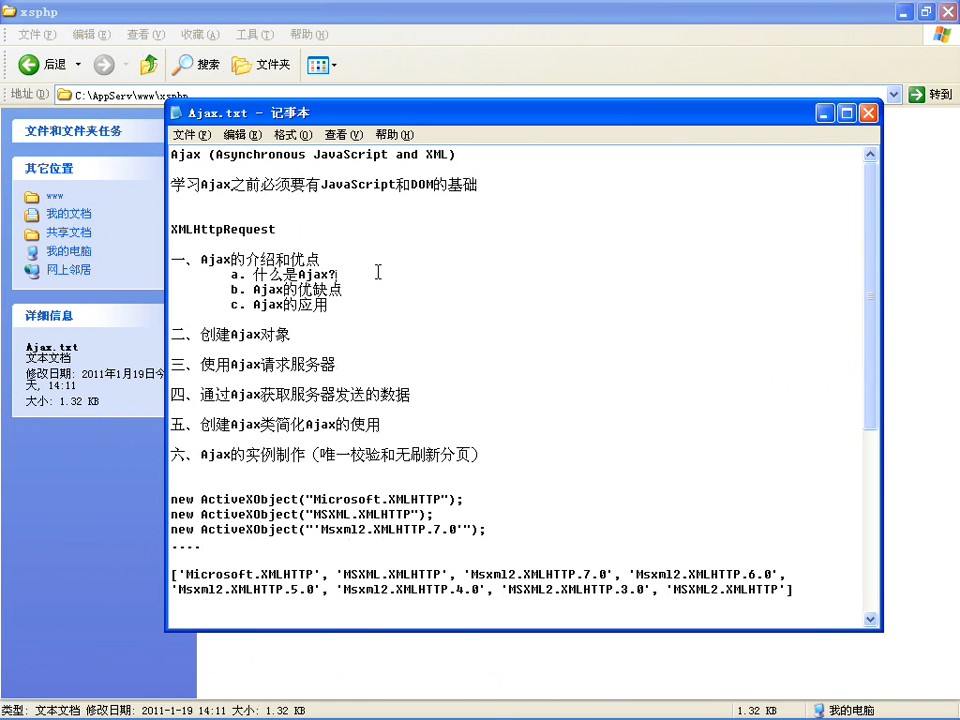 xsphp
文件(F) 编辑(E) 查看(V) 收藏(A) 工具(T) 帮助(H)
后退 搜索 文件夹
地址(D) C:\AppServ\www\xsphp 转到
Ajax.txt - 记事本
文件(F) 编辑(E) 格式(O) 查看(V) 帮助(H)
文件和文件夹任务
其它位置
www
我的文档
共享文档
我的电脑
网上邻居
详细信息
Ajax.txt
文本文档
修改日期: 2011年1月19日今
天, 14:11
大小: 1.32 KB
Ajax (Asynchronous JavaScript and XML)
学习Ajax之前必须要有JavaScript和DOM的基础
XMLHttpRequest
一、Ajax的介绍和优点
a. 什么是Ajax?
b. Ajax的优缺点
c. Ajax的应用
二、创建Ajax对象
三、使用Ajax请求服务器
四、通过Ajax获取服务器发送的数据
五、创建Ajax类简化Ajax的使用
六、Ajax的实例制作（唯一校验和无刷新分页）
new ActiveXObject("Microsoft.XMLHTTP");
new ActiveXObject("MSXML.XMLHTTP");
new ActiveXObject("'Msxml2.XMLHTTP.7.0'");
----
['Microsoft.XMLHTTP', 'MSXML.XMLHTTP', 'Msxml2.XMLHTTP.7.0', 'Msxml2.XMLHTTP.6.0',
'Msxml2.XMLHTTP.5.0', 'Msxml2.XMLHTTP.4.0', 'MSXML2.XMLHTTP.3.0', 'MSXML2.XMLHTTP']
类型: 文本文档 修改日期: 2011-1-19 14:11 大小: 1.32 KB 1.32 KB 我的电脑